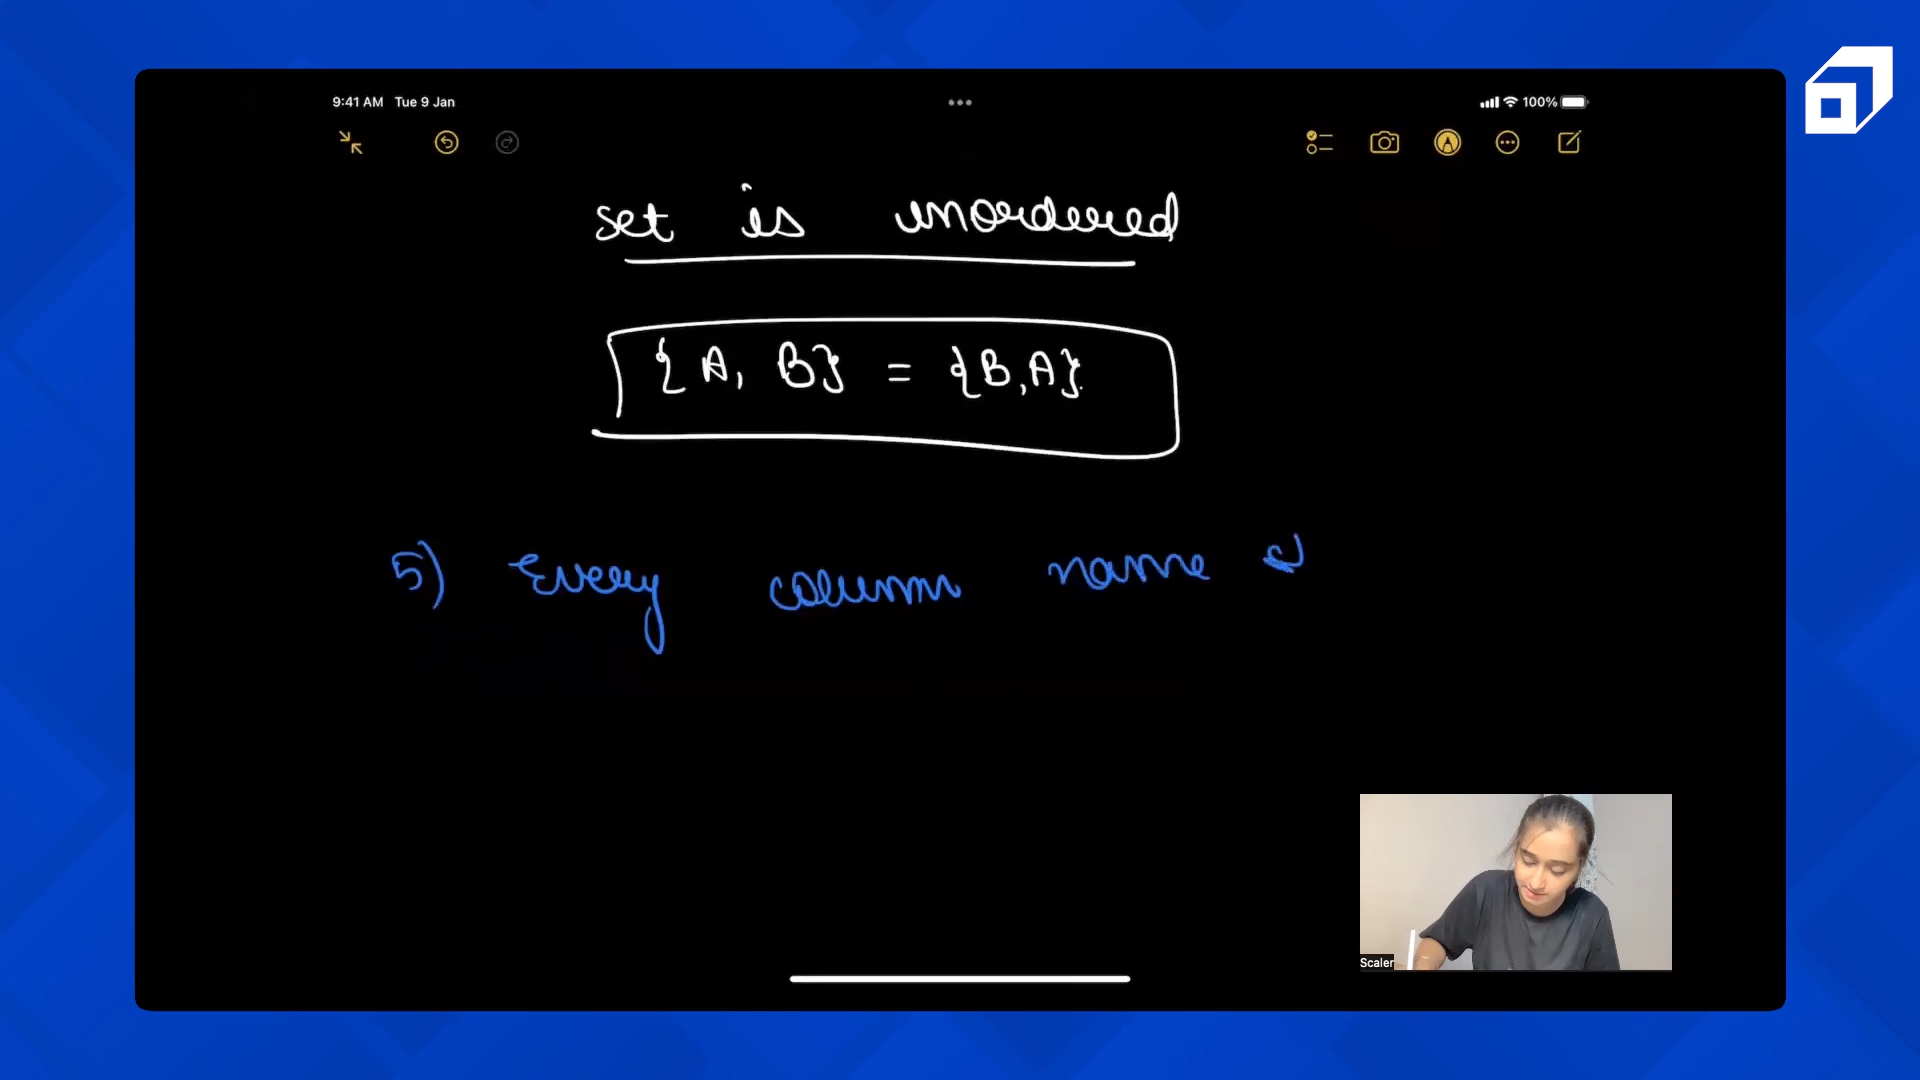 9:41 AM Tue 9 Jan
100%
set is unordered
{A, B} = {B,A}
5) Every column name
Scaler